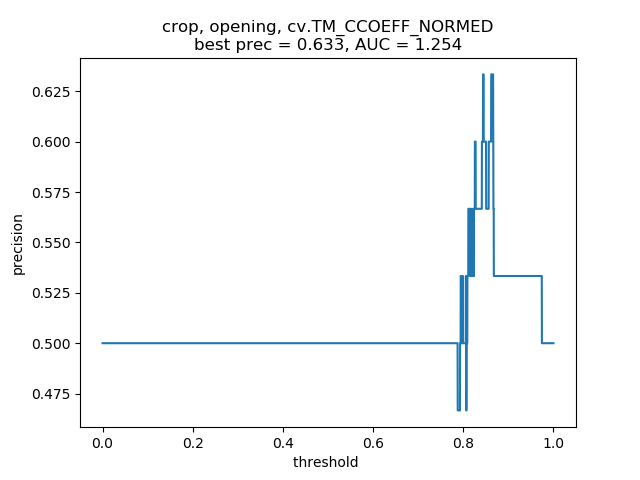 crop, opening, cv.TM_CCOEFF_NORMED
best prec = 0.633, AUC = 1.254
0.625
0.600
0.575
0.550
0.525
0.500
0.475
precision
0.0 0.2 0.4 0.6 0.8 1.0
threshold